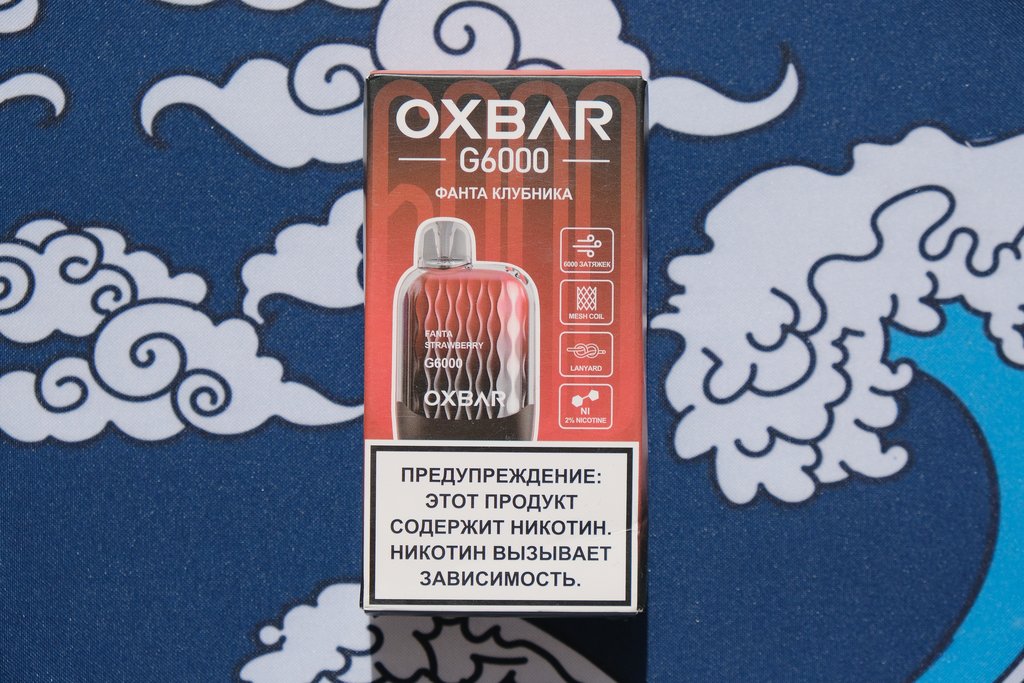 OXBAR
G6000
ФАНТА КЛУБНИКА
6000 ЗАТЯЖЕК
MESH COIL
LANYARD
NI
2% NICOTINE
FANTA
STRAWBERRY
G6000
OXBAR
ПРЕДУПРЕЖДЕНИЕ:
ЭТОТ ПРОДУКТ
СОДЕРЖИТ НИКОТИН.
НИКОТИН ВЫЗЫВАЕТ
ЗАВИСИМОСТЬ.